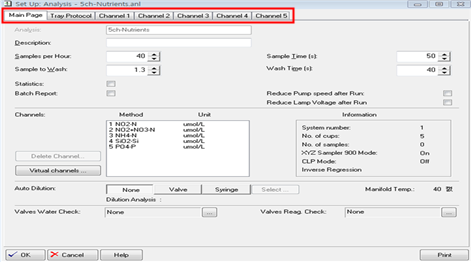 Set Up: Analysis - Sch-Nutrients.anl
Main Page Tray Protocol Channel 1 Channel 2 Channel 3 Channel 4 Channel 5
Analysis: Sch-Nutrients
Description:
Samples per Hour: 40 Sample Time (s): 50
Sample to Wash: 1.3 Wash Time (s): 40
Statistics:
Batch Report: Reduce Pump speed after Run:
Reduce Lamp Voltage after Run
Channels: Method Unit Information
1 NO2-N umol/L System number: 1
2 NO2+NO3-N umol/L No. of cups: 5
3 NH4-N umol/L No. of samples: 0
4 SiO2-Si umol/L XYZ Sampler 900 Mode: On
5 PO4-P umol/L CLP Mode: Off
Inverse Regression
Delete Channel...
Virtual channels ...
Auto Dilution: None Valve Syringe Select ... Manifold Temp.: 40
Dilution Analysis :
Valves Water Check: None ... Valves Reag. Check: None ...
OK Cancel Help Print